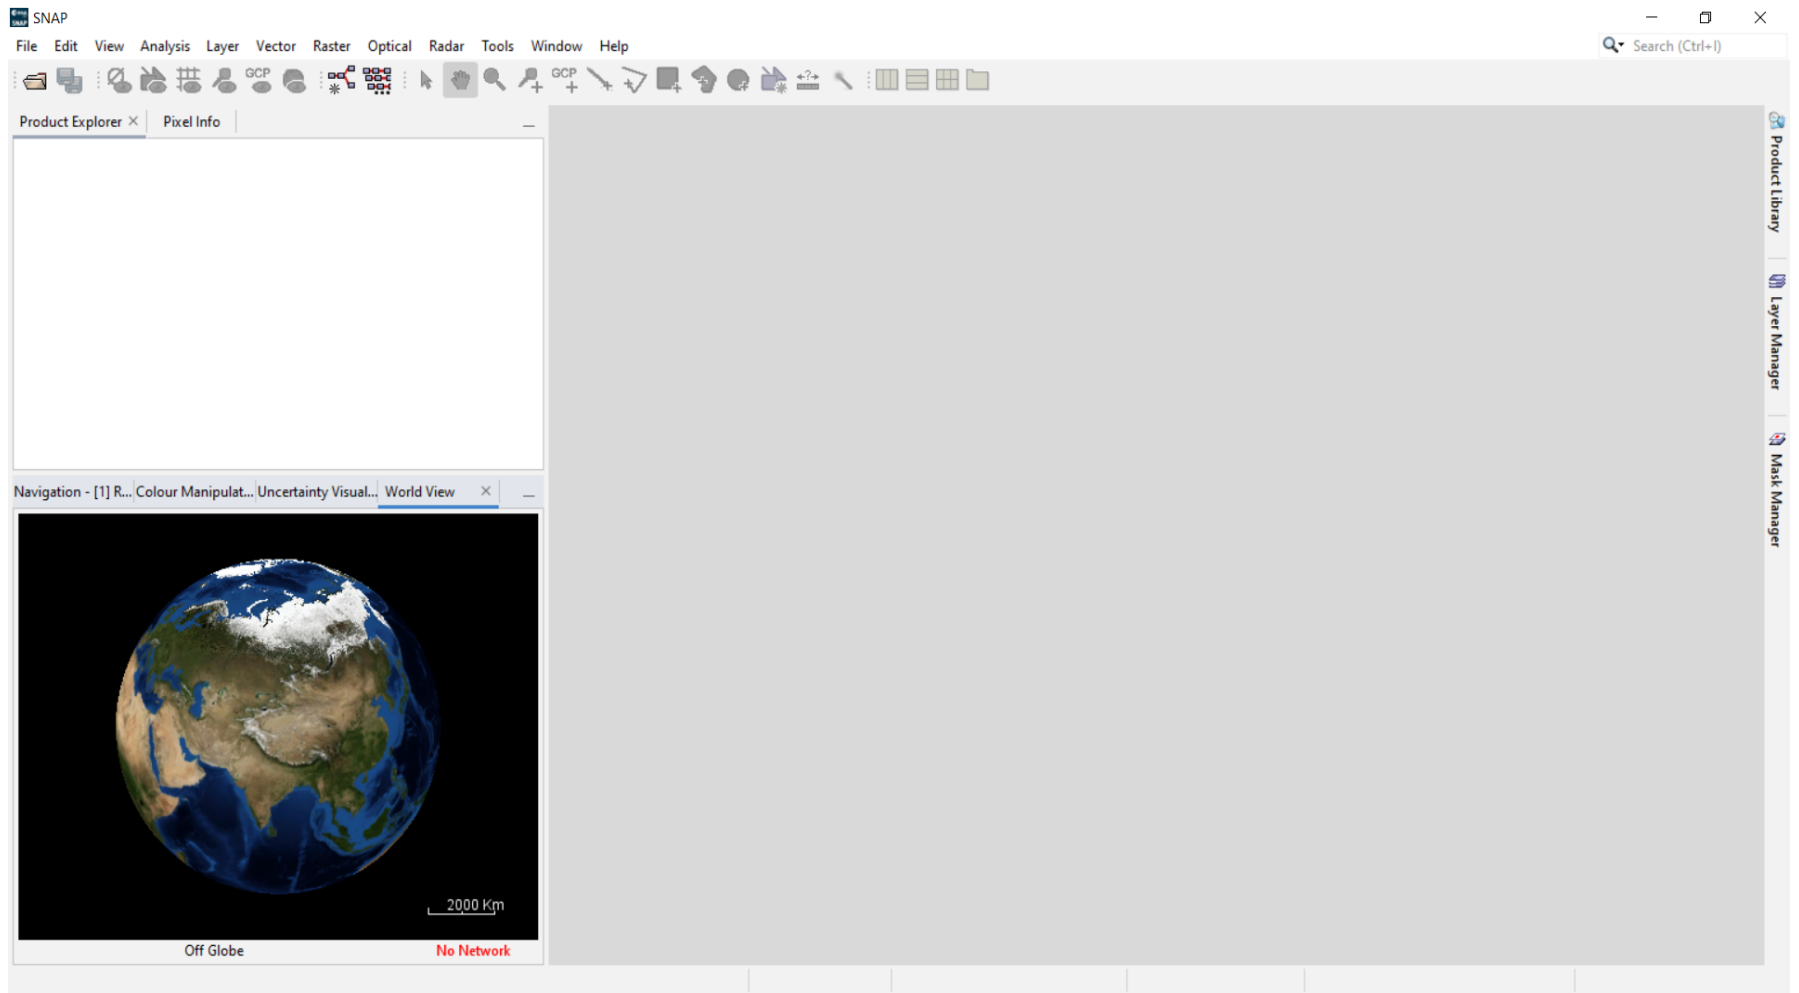 SNAP
File Edit View Analysis Layer Vector Raster Optical Radar Tools Window Help
Search (Ctrl+I)
GCP GCP
Product Explorer Pixel Info
Product Library
Layer Manager
Mask Manager
Navigation - [1] R... Colour Manipulat... Uncertainty Visual... World View
2000 Km
Off Globe No Network